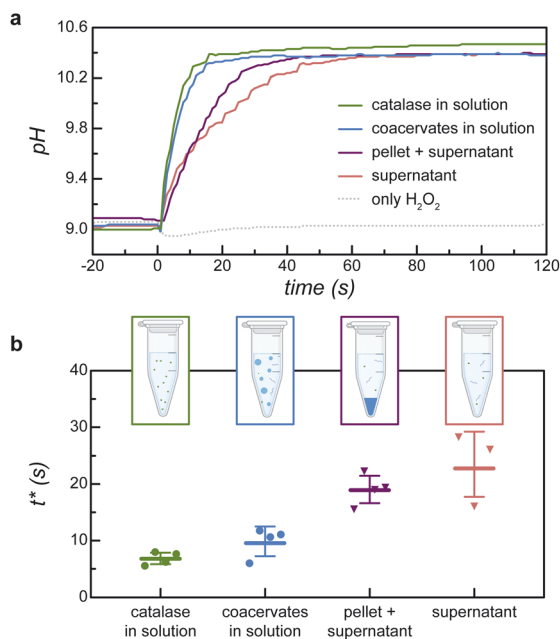 a
10.6
10.2
9.8
9.4
9.0
pH
catalase in solution
coacervates in solution
pellet + supernatant
supernatant
only H₂O₂
-20 0 20 40 60 80 100 120
time (s)
b
40
30
20
10
0
t* (s)
catalase in solution
coacervates in solution
pellet + supernatant
supernatant